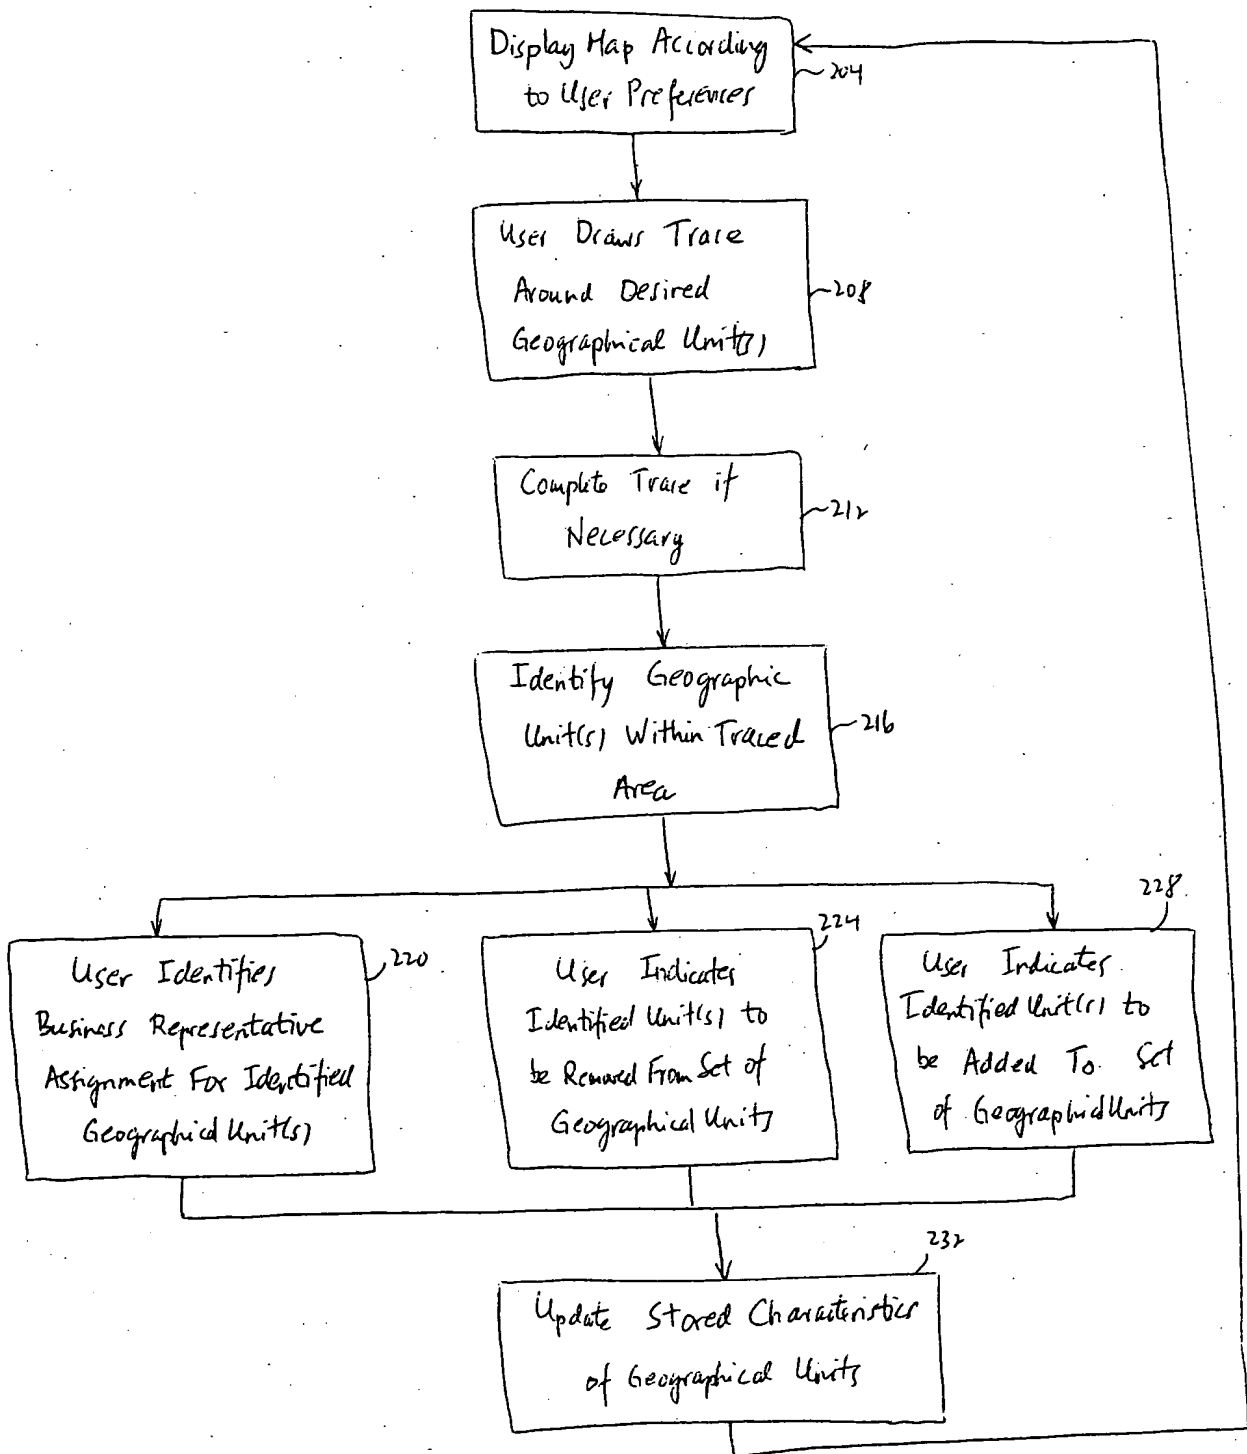 Display Map According
to User Preferences
204
User Draws Trace
Around Desired
Geographical Unit(s)
208
Complete Trace if
Necessary
212
Identify Geographic
Unit(s) Within Traced
Area
216
User Identifies
Business Representative
Assignment For Identified
Geographical Unit(s)
220
User Indicates
Identified Unit(s) to
be Removed From Set of
Geographical Units
224
User Indicates
Identified Unit(s) to
be Added To Set
of Geographical Units
228
Update Stored Characteristics
of Geographical Units
232